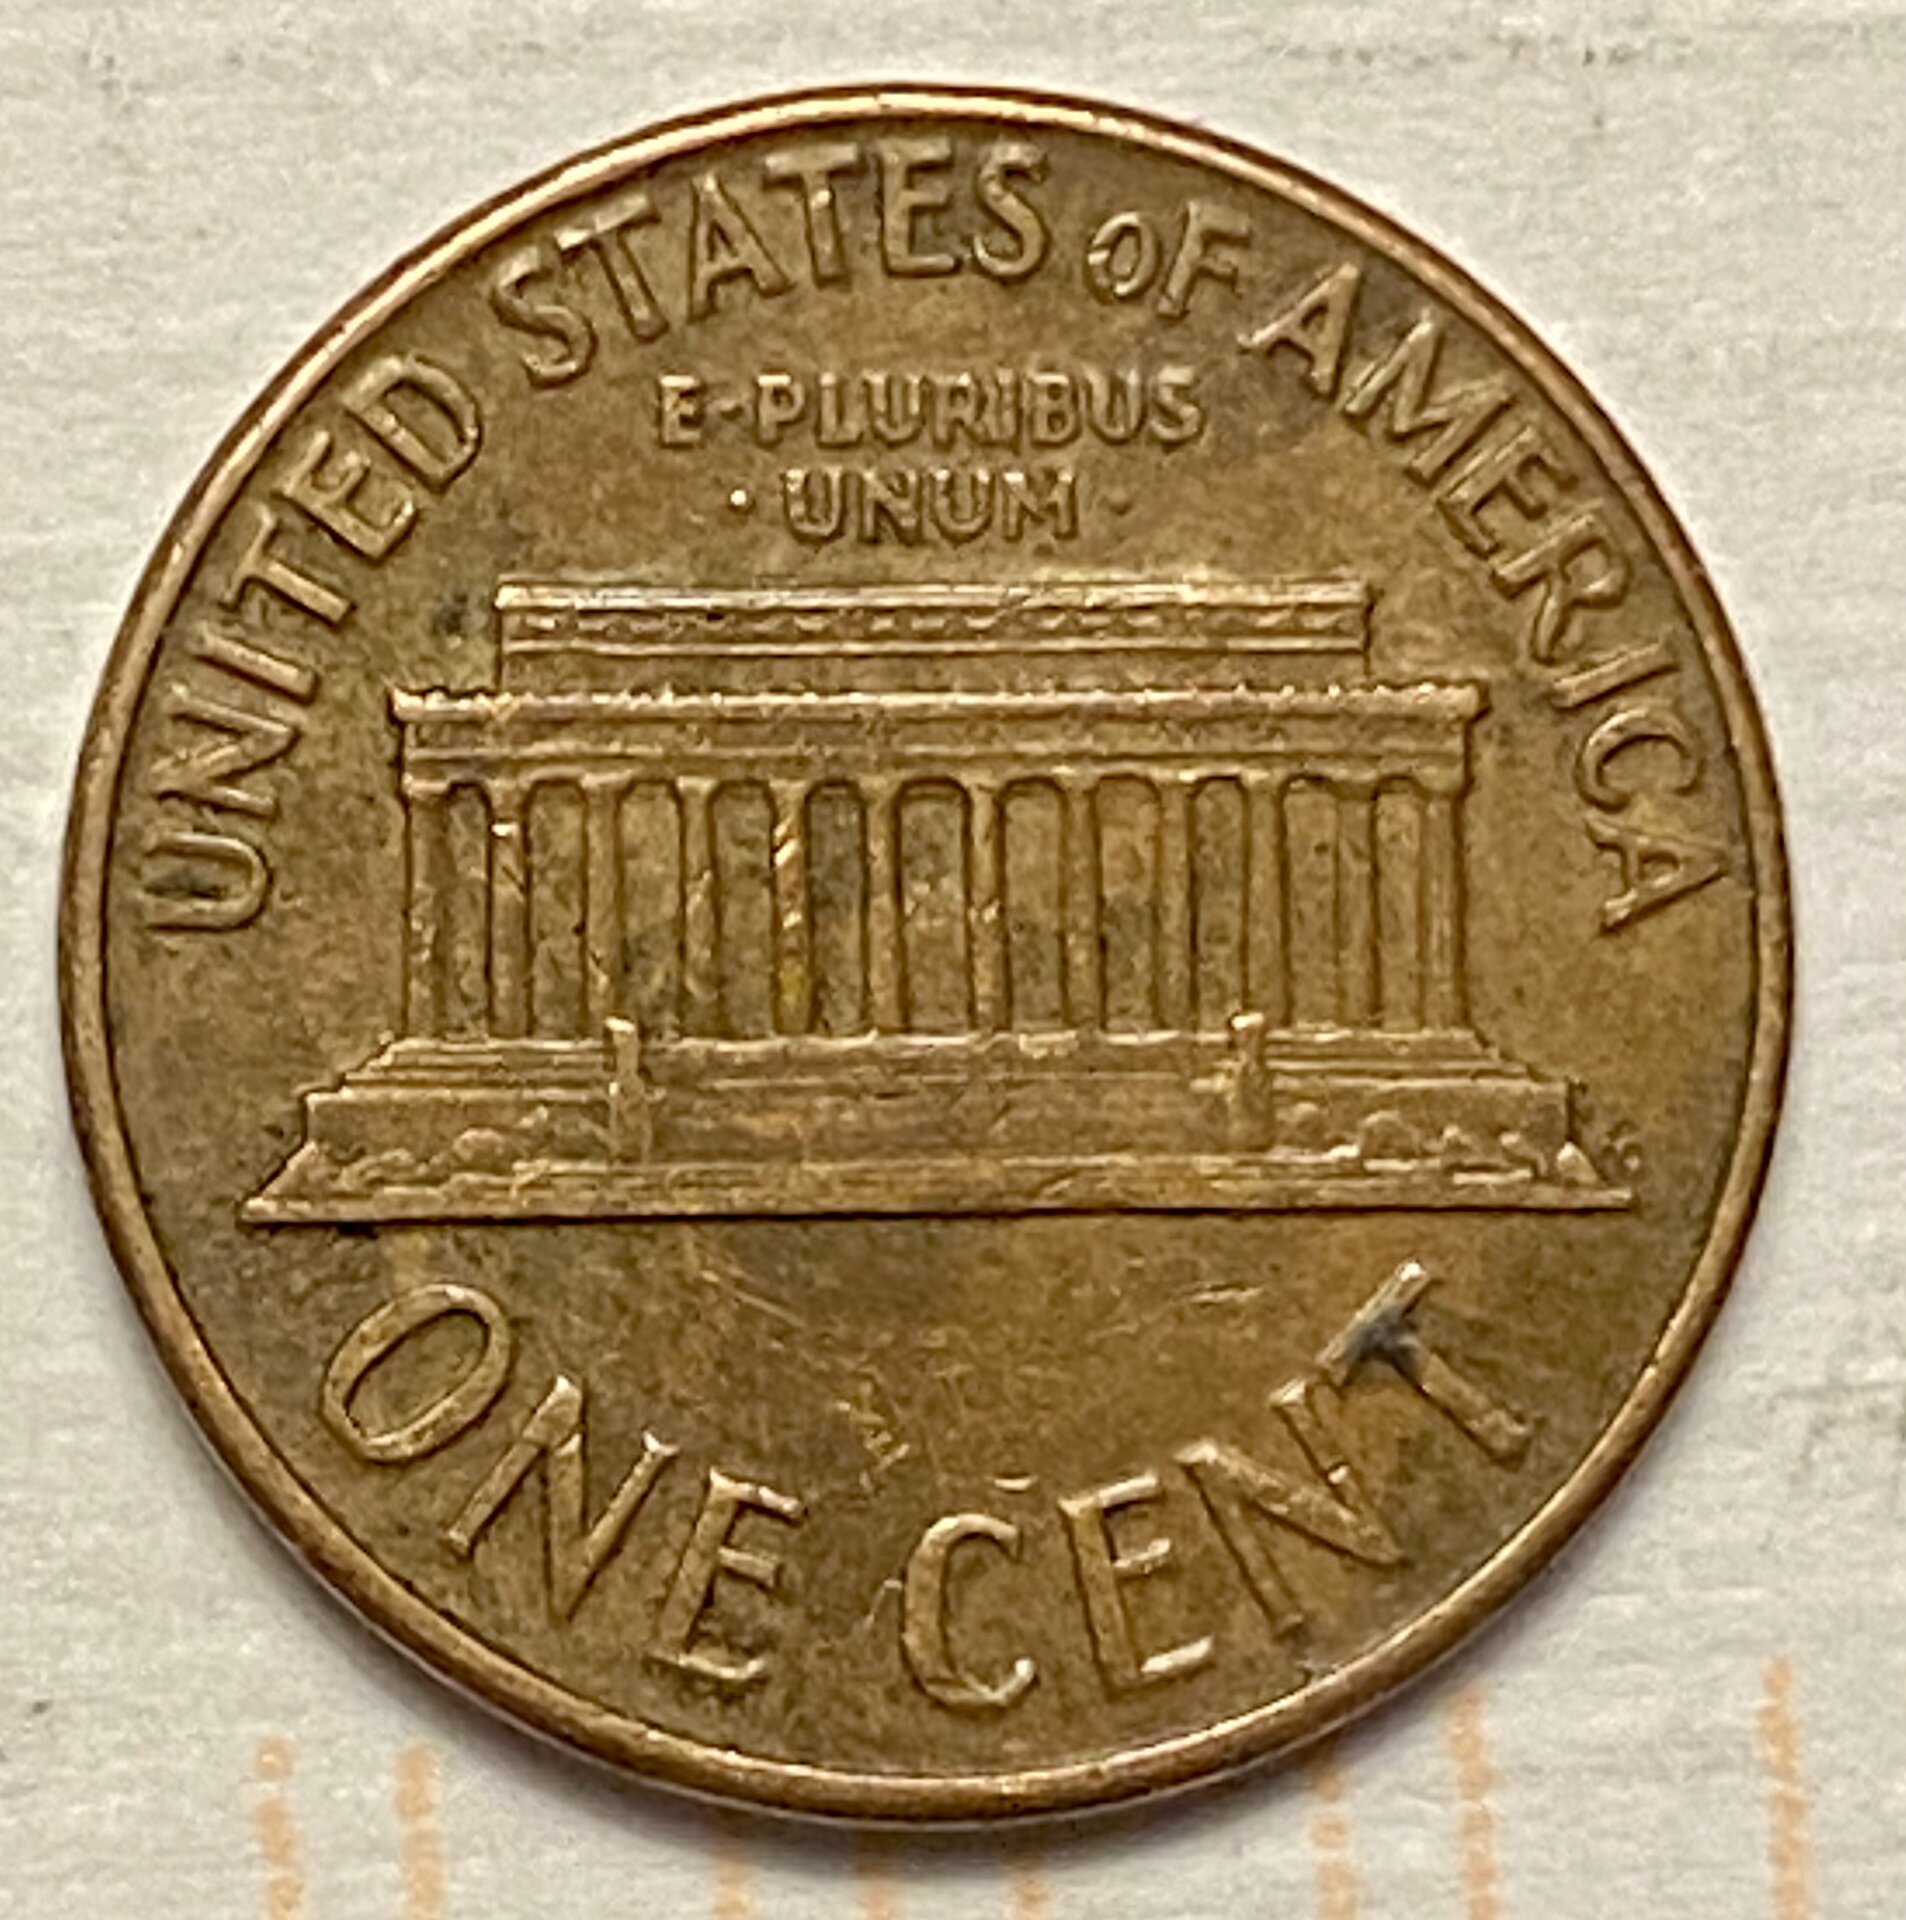 UNITED STATES OF AMERICA
E·PLURIBUS
·UNUM·
ONE CENT